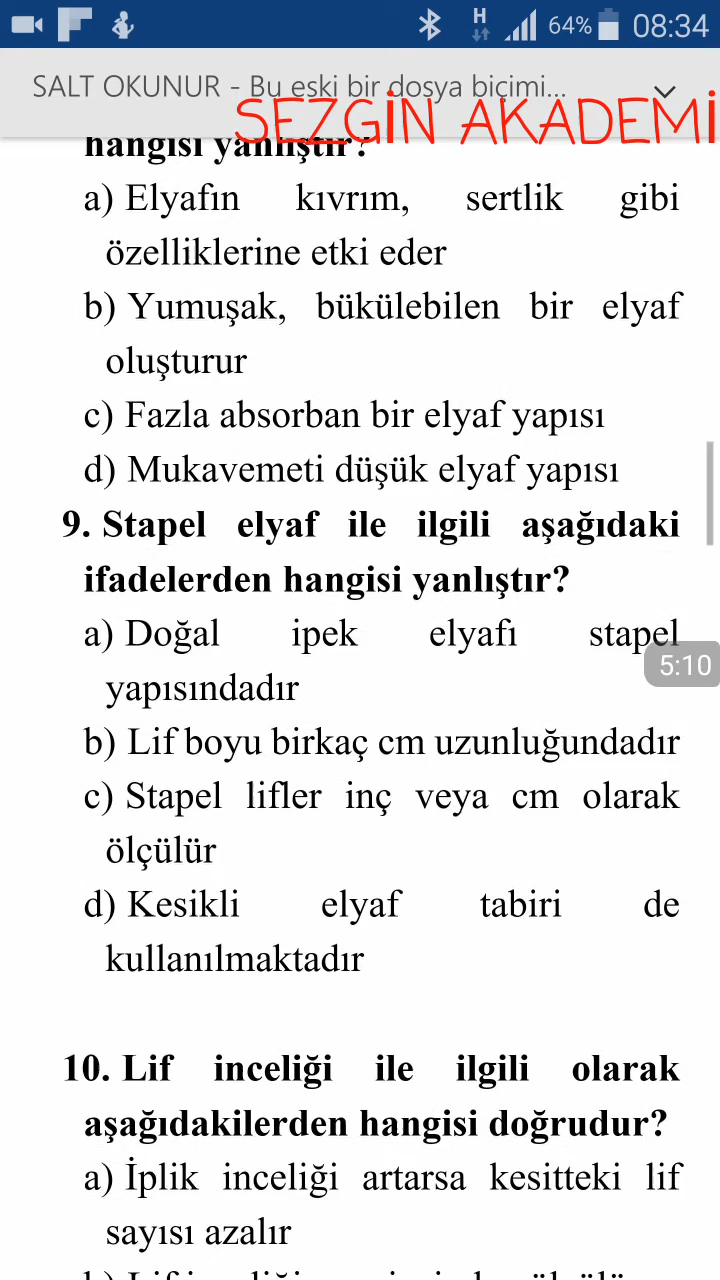 H
64%
08:34
SALT OKUNUR - Bu eski bir dosya biçimi...
SEZGİN AKADEMİ
hangisi yanlıştır?
a) Elyafın kıvrım, sertlik gibi
özelliklerine etki eder
b) Yumuşak, bükülebilen bir elyaf
oluşturur
c) Fazla absorban bir elyaf yapısı
d) Mukavemeti düşük elyaf yapısı
9. Stapel elyaf ile ilgili aşağıdaki
ifadelerden hangisi yanlıştır?
a) Doğal ipek elyafı stapel
5:10
yapısındadır
b) Lif boyu birkaç cm uzunluğundadır
c) Stapel lifler inç veya cm olarak
ölçülür
d) Kesikli elyaf tabiri de
kullanılmaktadır
10. Lif inceliği ile ilgili olarak
aşağıdakilerden hangisi doğrudur?
a) İplik inceliği artarsa kesitteki lif
sayısı azalır